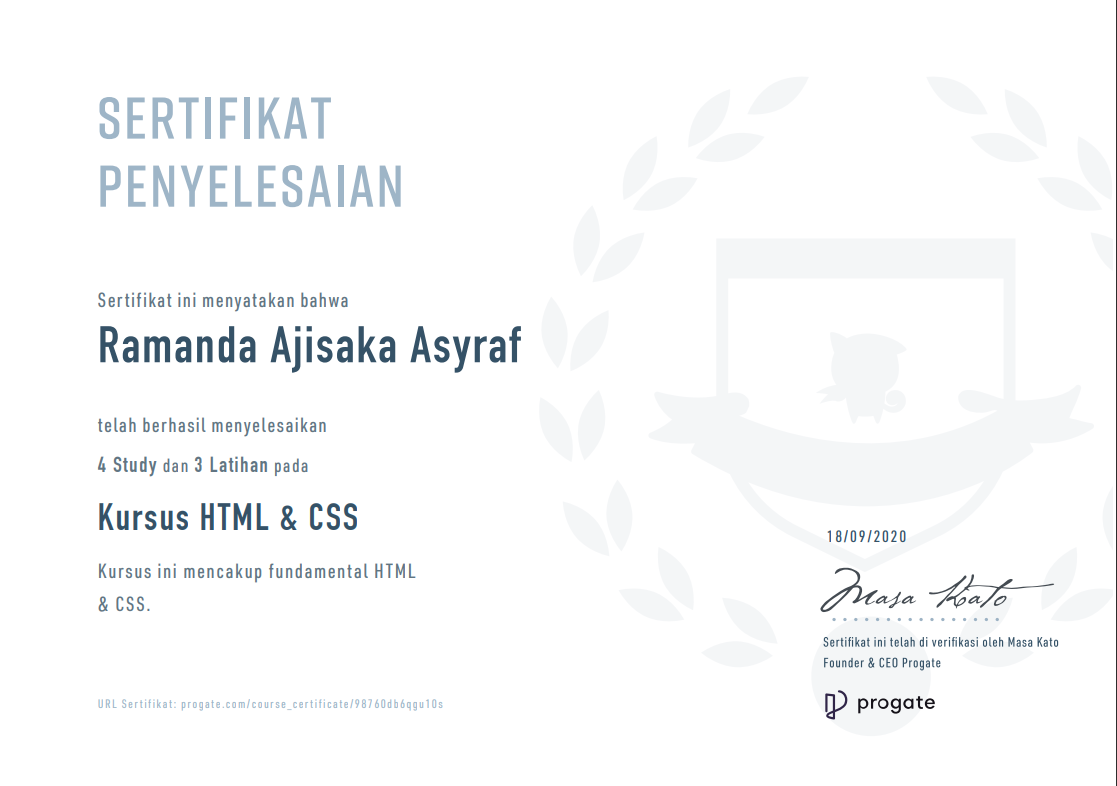 SERTIFIKAT
PENYELESAIAN
Sertifikat ini menyatakan bahwa
Ramanda Ajisaka Asyraf
telah berhasil menyelesaikan
4 Study dan 3 Latihan pada
Kursus HTML & CSS
Kursus ini mencakup fundamental HTML
& CSS.
URL Sertifikat: progate.com/course_certificate/98760db6qgu10s
18/09/2020
Masa Kato
Sertifikat ini telah di verifikasi oleh Masa Kato
Founder & CEO Progate
progate